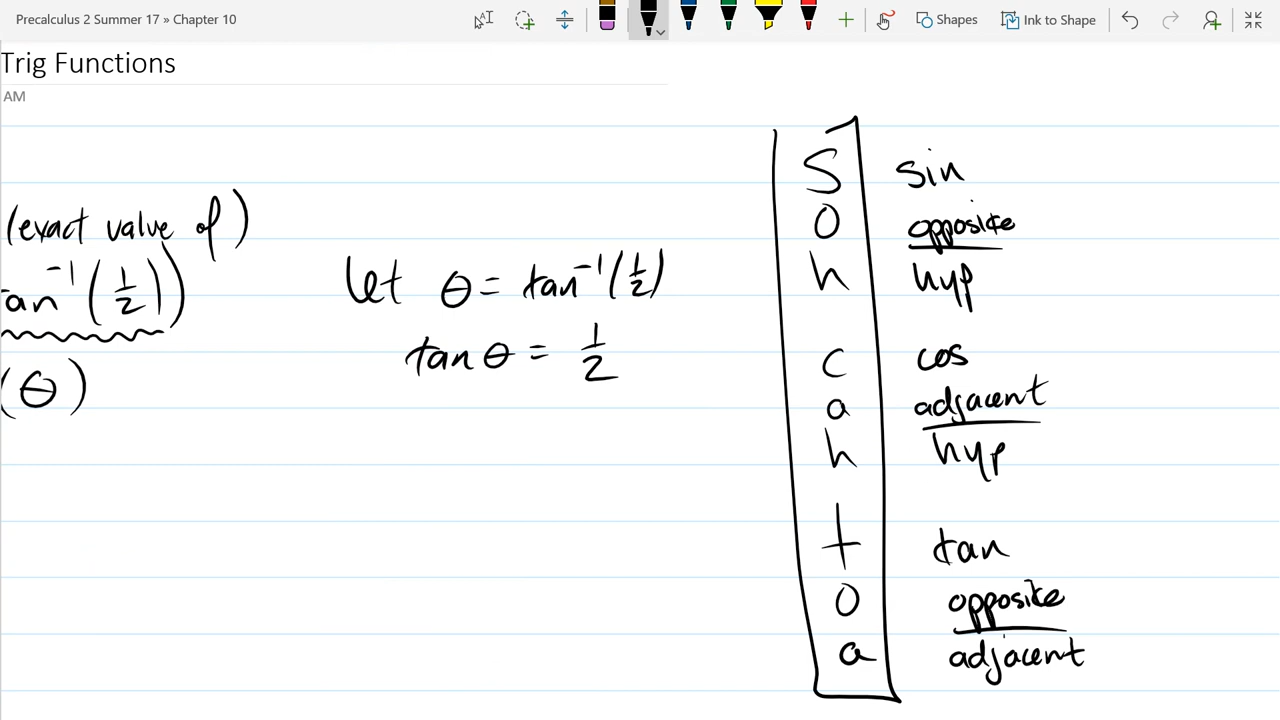 Precalculus 2 Summer 17 » Chapter 10
Shapes
Ink to Shape
Trig Functions
AM
(exact value of )
an⁻¹(1/2))
(θ)
let θ = tan⁻¹(1/2)
tan θ = 1/2
S sin
O opposite
h hyp
c cos
a adjacent
h hyp
t tan
O opposite
a adjacent